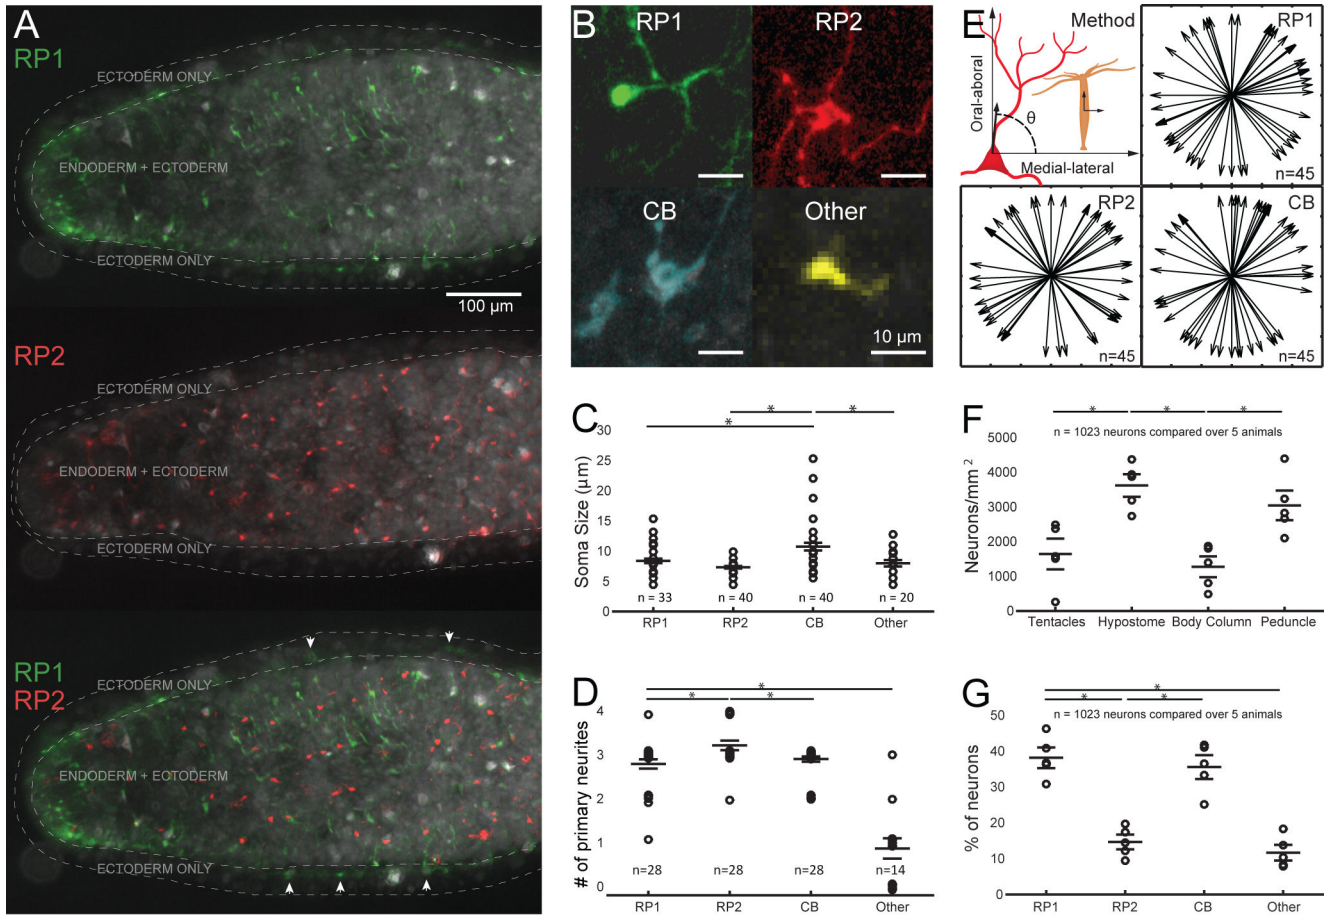 A
RP1
ECTODERM ONLY
ENDODERM + ECTODERM
ECTODERM ONLY
100 µm
RP2
ECTODERM ONLY
ENDODERM + ECTODERM
ECTODERM ONLY
RP1
RP2
ECTODERM ONLY
ENDODERM + ECTODERM
ECTODERM ONLY
B
RP1
RP2
CB
Other
10 µm
C
* *
*
30
25
20
15
10
5
0
Soma Size (µm)
n = 33 n = 40 n = 40 n = 20
RP1 RP2 CB Other
D
*
* *
4
3
2
1
0
# of primary neurites
n=28 n=28 n=28 n=14
RP1 RP2 CB Other
E
Method
Oral-aboral
θ
Medial-lateral
RP1
n=45
RP2
n=45
CB
n=45
F
* * *
n = 1023 neurons compared over 5 animals
5000
4000
3000
2000
1000
0
Neurons/mm²
Tentacles Hypostome Body Column Peduncle
G
*
* *
n = 1023 neurons compared over 5 animals
50
40
30
20
10
0
% of neurons
RP1 RP2 CB Other